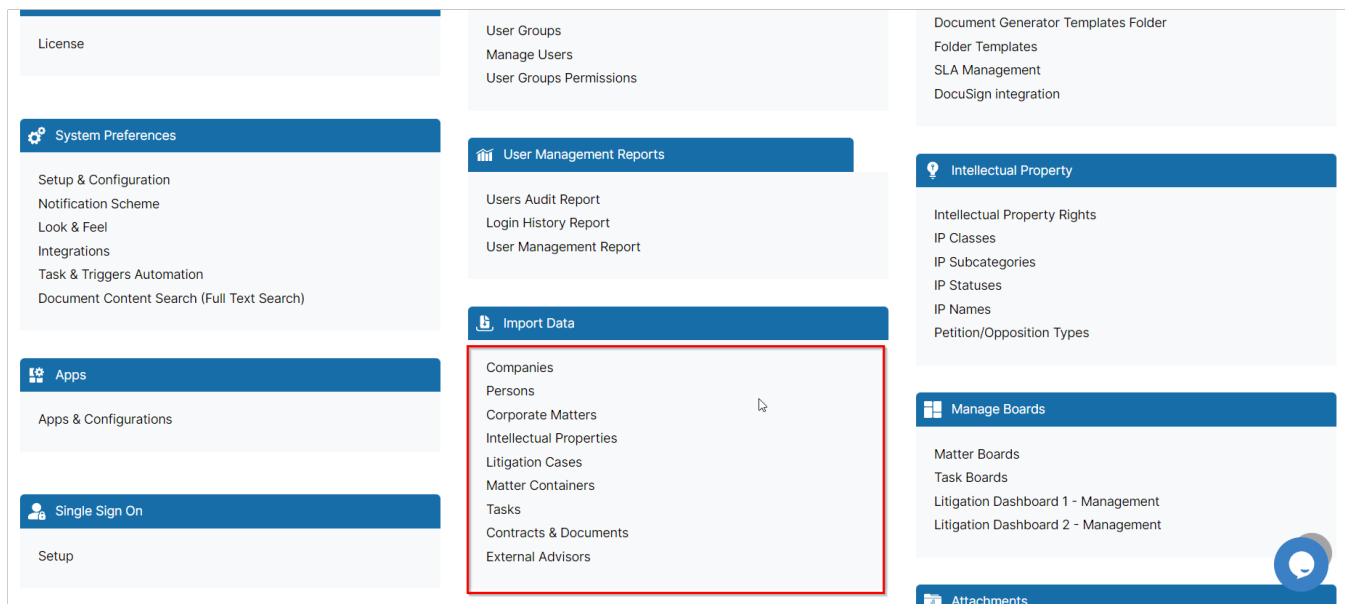 License
System Preferences
Setup & Configuration
Notification Scheme
Look & Feel
Integrations
Task & Triggers Automation
Document Content Search (Full Text Search)
Apps
Apps & Configurations
Single Sign On
Setup
User Groups
Manage Users
User Groups Permissions
User Management Reports
Users Audit Report
Login History Report
User Management Report
Import Data
Companies
Persons
Corporate Matters
Intellectual Properties
Litigation Cases
Matter Containers
Tasks
Contracts & Documents
External Advisors
Document Generator Templates Folder
Folder Templates
SLA Management
DocuSign integration
Intellectual Property
Intellectual Property Rights
IP Classes
IP Subcategories
IP Statuses
IP Names
Petition/Opposition Types
Manage Boards
Matter Boards
Task Boards
Litigation Dashboard 1 - Management
Litigation Dashboard 2 - Management
Attachments